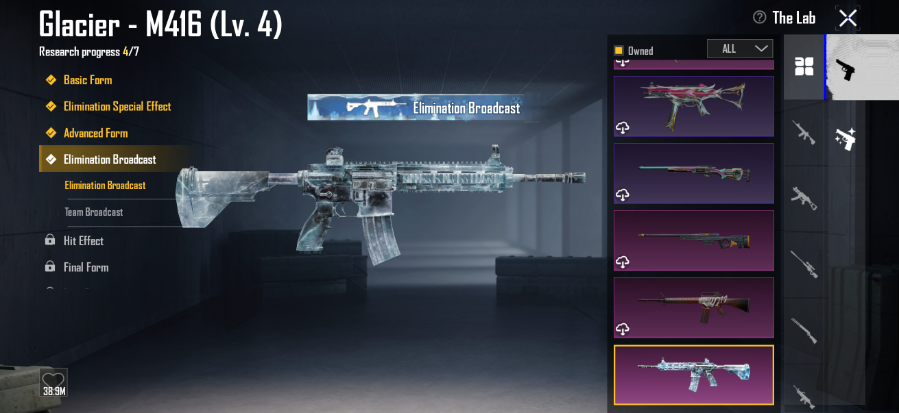 Glacier - M416 (Lv. 4)
Research progress 4/7
Basic Form
Elimination Special Effect
Advanced Form
Elimination Broadcast
Elimination Broadcast
Team Broadcast
Hit Effect
Final Form
38.9M
Elimination Broadcast
The Lab
Owned
ALL